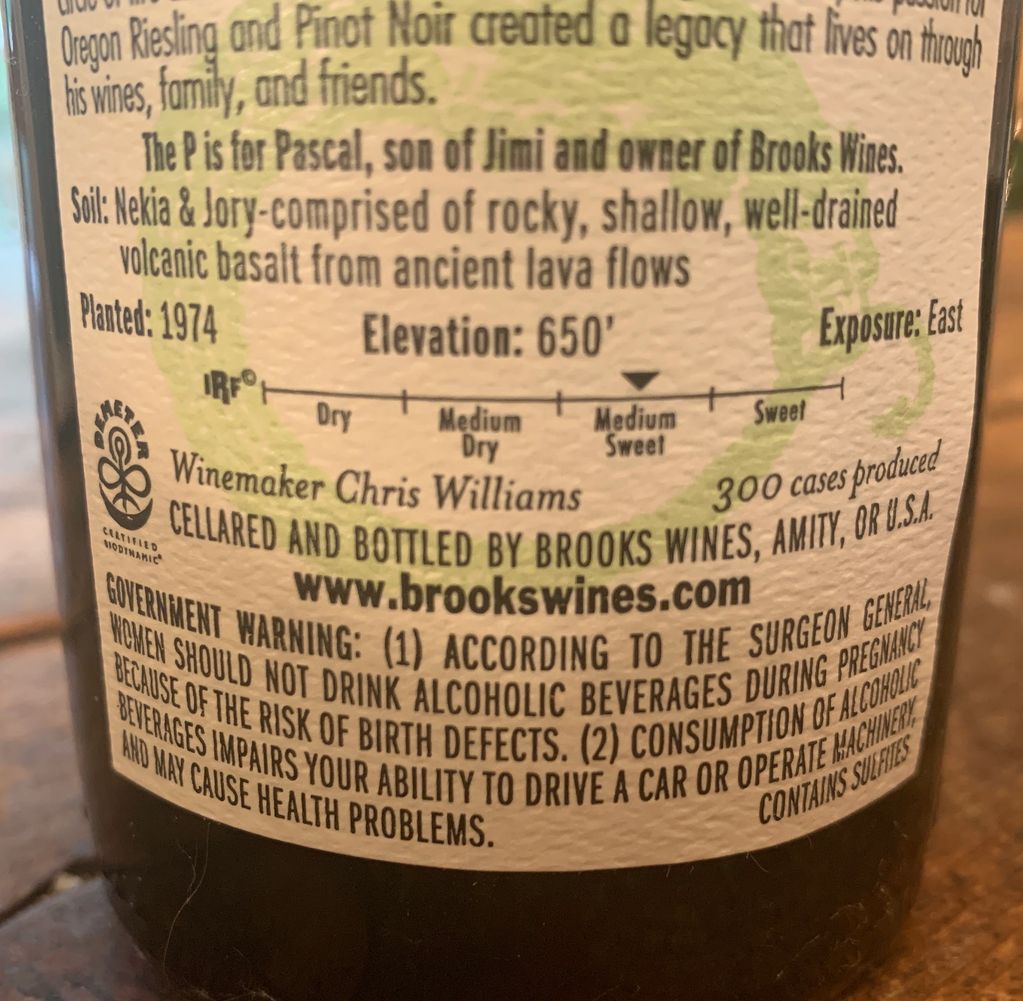 Oregon Riesling and Pinot Noir created a legacy that lives on through
his wines, family, and friends.
The P is for Pascal, son of Jimi and owner of Brooks Wines.
Soil: Nekia & Jory-comprised of rocky, shallow, well-drained
volcanic basalt from ancient lava flows
Planted: 1974 Elevation: 650' Exposure: East
IRF©
Dry Medium Dry Medium Sweet Sweet
DEMETER
CERTIFIED
BIODYNAMIC®
Winemaker Chris Williams 300 cases produced
CELLARED AND BOTTLED BY BROOKS WINES, AMITY, OR U.S.A.
www.brookswines.com
GOVERNMENT WARNING: (1) ACCORDING TO THE SURGEON GENERAL,
WOMEN SHOULD NOT DRINK ALCOHOLIC BEVERAGES DURING PREGNANCY
BECAUSE OF THE RISK OF BIRTH DEFECTS. (2) CONSUMPTION OF ALCOHOLIC
BEVERAGES IMPAIRS YOUR ABILITY TO DRIVE A CAR OR OPERATE MACHINERY,
AND MAY CAUSE HEALTH PROBLEMS. CONTAINS SULFITES